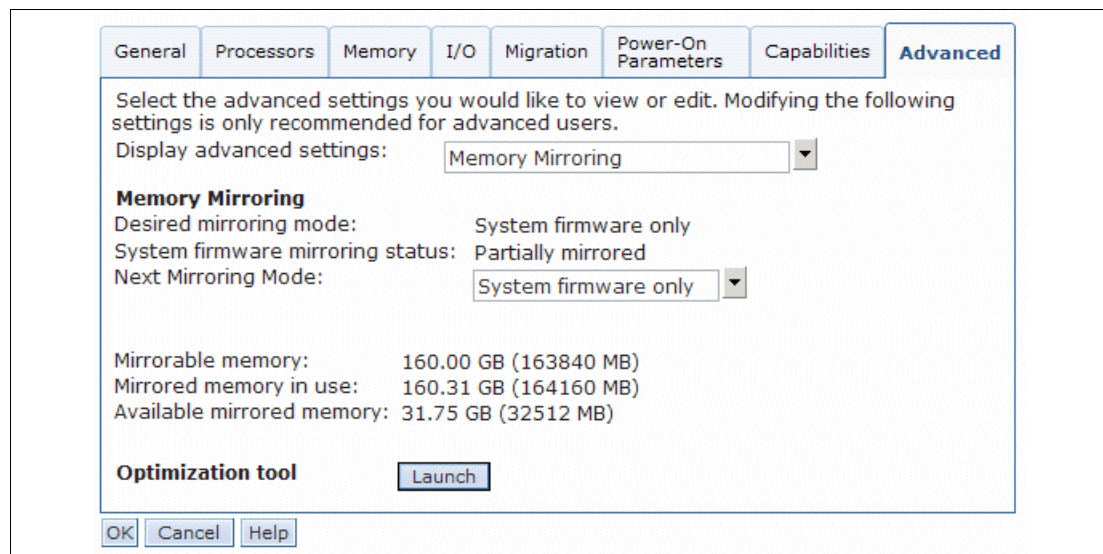 General Processors Memory I/O Migration Power-On Parameters Capabilities Advanced
Select the advanced settings you would like to view or edit. Modifying the following
settings is only recommended for advanced users.
Display advanced settings: Memory Mirroring
Memory Mirroring
Desired mirroring mode: System firmware only
System firmware mirroring status: Partially mirrored
Next Mirroring Mode: System firmware only
Mirrorable memory: 160.00 GB (163840 MB)
Mirrored memory in use: 160.31 GB (164160 MB)
Available mirrored memory: 31.75 GB (32512 MB)
Optimization tool Launch
OK Cancel Help